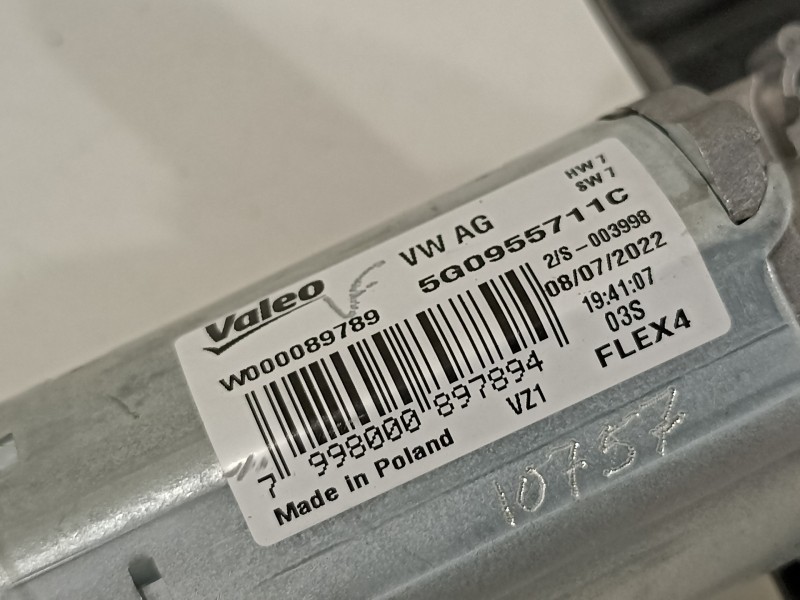 HW 7
SW 7
VW AG
5G0955711C
Valeo
W000089789
2/S-003998
08/07/2022
19:41:07
03S
FLEX4
7 998000 897894
VZ1
Made in Poland
10757